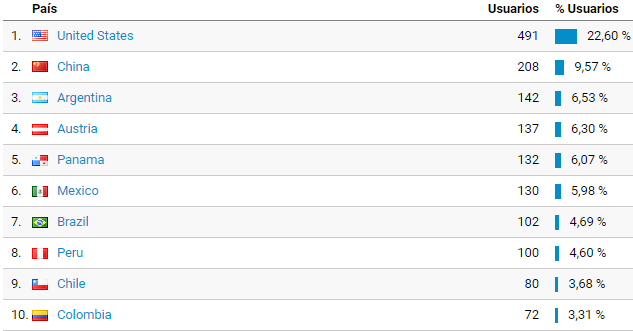 País Usuarios % Usuarios
1. United States 491 22,60 %
2. China 208 9,57 %
3. Argentina 142 6,53 %
4. Austria 137 6,30 %
5. Panama 132 6,07 %
6. Mexico 130 5,98 %
7. Brazil 102 4,69 %
8. Peru 100 4,60 %
9. Chile 80 3,68 %
10. Colombia 72 3,31 %